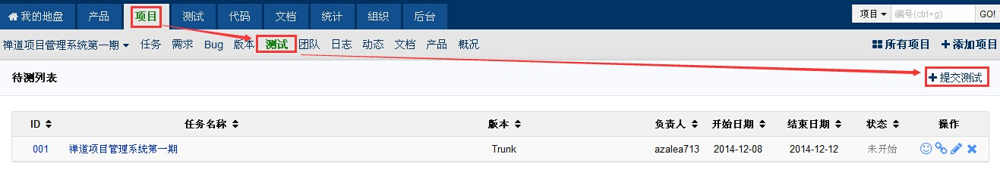 我的地盘 产品 项目 测试 代码 文档 统计 组织 后台 项目 编号(ctrl+g) GO!
禅道项目管理系统第一期 任务 需求 Bug 版本 测试 团队 日志 动态 文档 产品 概况 所有项目 添加项目
待测列表 提交测试
ID 任务名称 版本 负责人 开始日期 结束日期 状态 操作
001 禅道项目管理系统第一期 Trunk azalea713 2014-12-08 2014-12-12 未开始